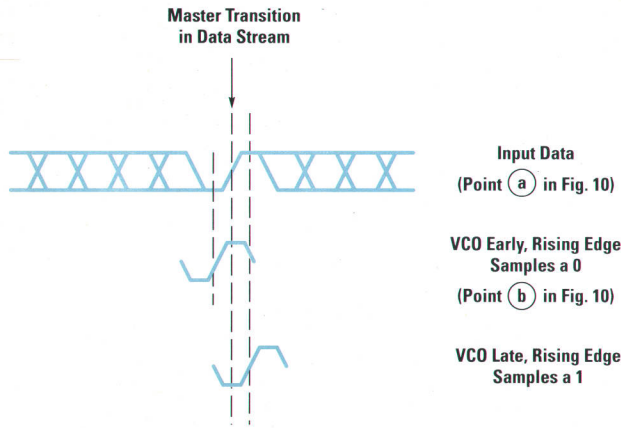 Master Transition
in Data Stream
Input Data
(Point a in Fig. 10)
VCO Early, Rising Edge
Samples a 0
(Point b in Fig. 10)
VCO Late, Rising Edge
Samples a 1